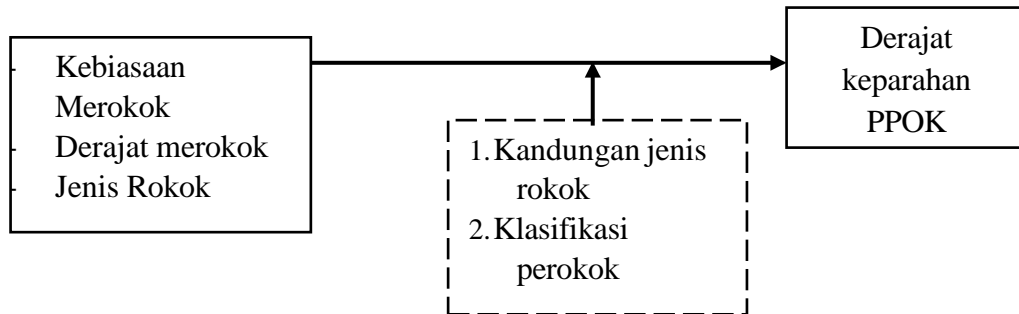 - Kebiasaan
Merokok
- Derajat merokok
- Jenis Rokok
1. Kandungan jenis
rokok
2. Klasifikasi
perokok
Derajat
keparahan
PPOK